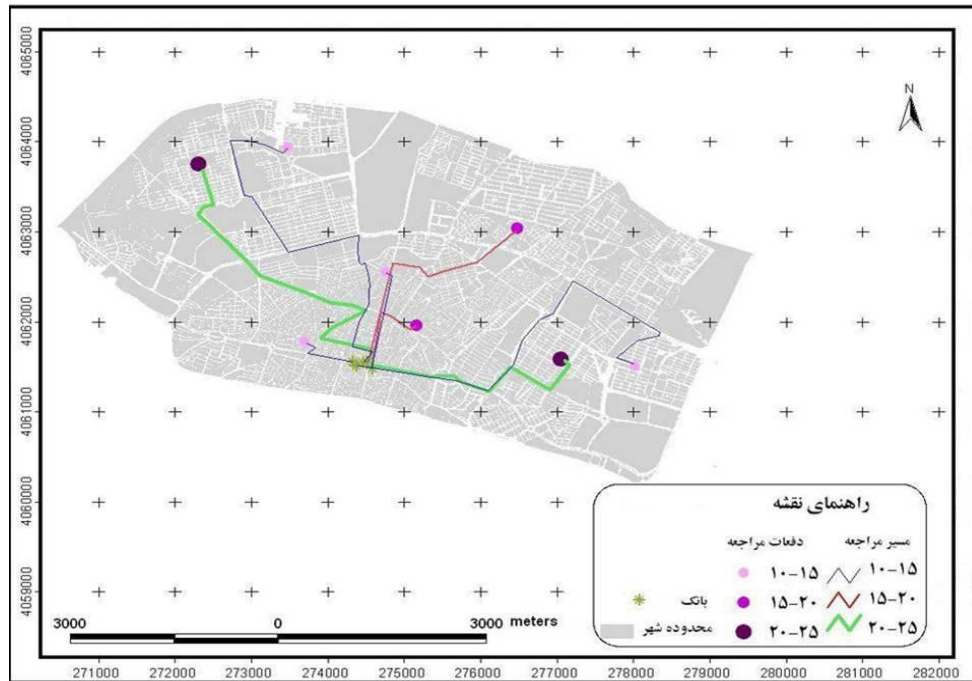 4065000
4064000
4063000
4062000
4061000
4060000
4059000
N
راهنمای نقشه
مسیر مراجعه دفعات مراجعه
۱۰-۱۵ ۱۰-۱۵
۱۵-۲۰ ۱۵-۲۰ بانک
۲۰-۲۵ ۲۰-۲۵ محدوده شهر
3000 0 3000 meters
271000 272000 273000 274000 275000 276000 277000 278000 279000 280000 281000 282000